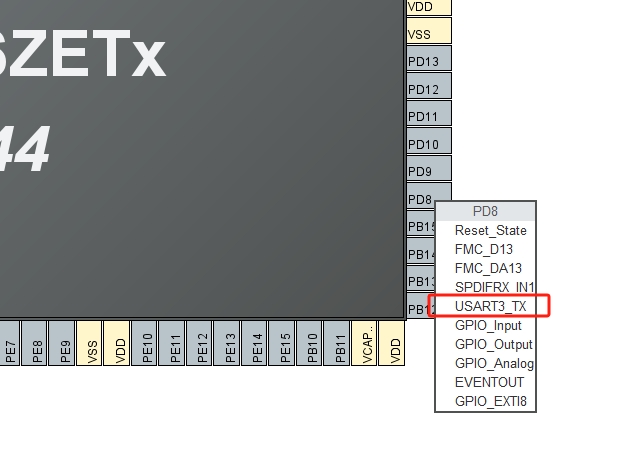 VDD
VSS
PD13
PD12
PD11
PD10
PD9
PD8
PB15
PB14
PB13
PB12
SZETx
44
PD8
Reset_State
FMC_D13
FMC_DA13
SPDIFRX_IN1
USART3_TX
GPIO_Input
GPIO_Output
GPIO_Analog
EVENTOUT
GPIO_EXTI8
PE7
PE8
PE9
VSS
VDD
PE10
PE11
PE12
PE13
PE14
PE15
PB10
PB11
VCAP..
VDD